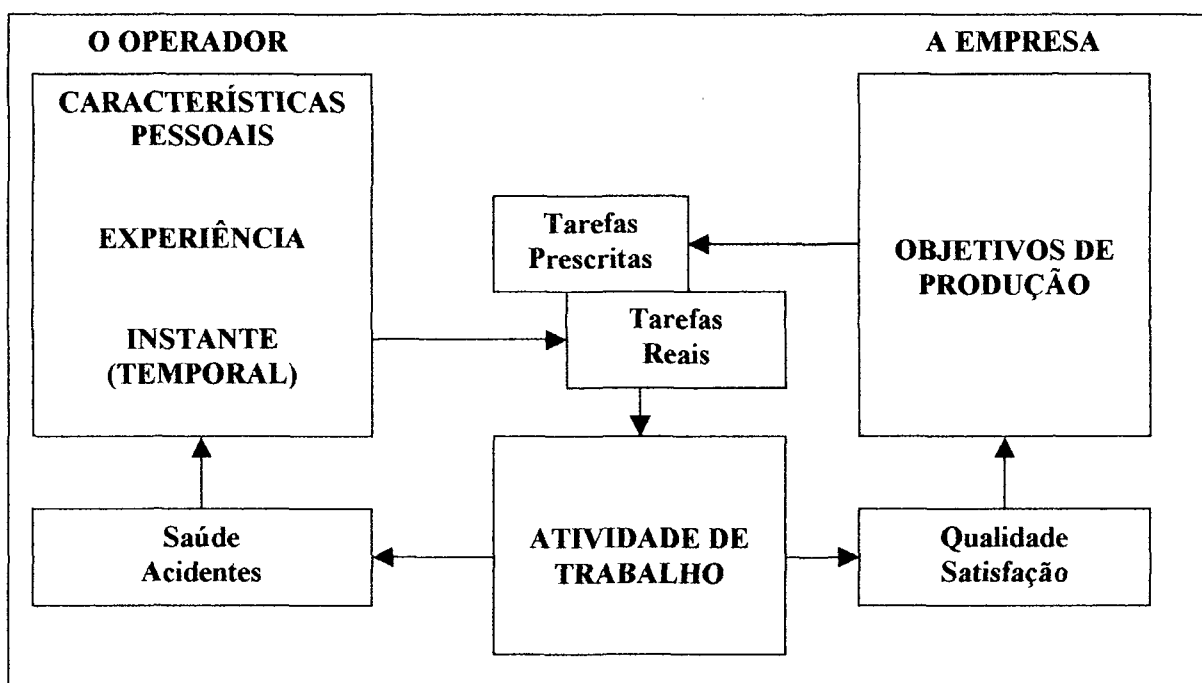 O OPERADOR
A EMPRESA
CARACTERÍSTICAS
PESSOAIS
EXPERIÊNCIA
INSTANTE
(TEMPORAL)
Tarefas
Prescritas
Tarefas
Reais
OBJETIVOS DE
PRODUÇÃO
Saúde
Acidentes
ATIVIDADE DE
TRABALHO
Qualidade
Satisfação